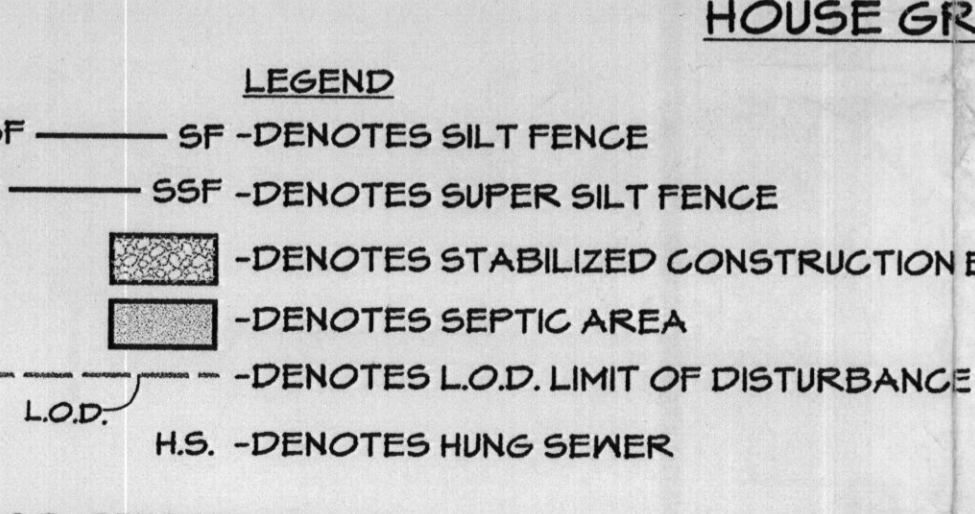 HOUSE
LEGEND
SF -DENOTES SILT FENCE
SSF -DENOTES SUPER SILT FENCE
-DENOTES STABILIZED CONSTRUCTION
-DENOTES SEPTIC AREA
-DENOTES L.O.D. LIMIT OF DISTURBANCE
L.O.D.
H.S. -DENOTES HUNG SEWER